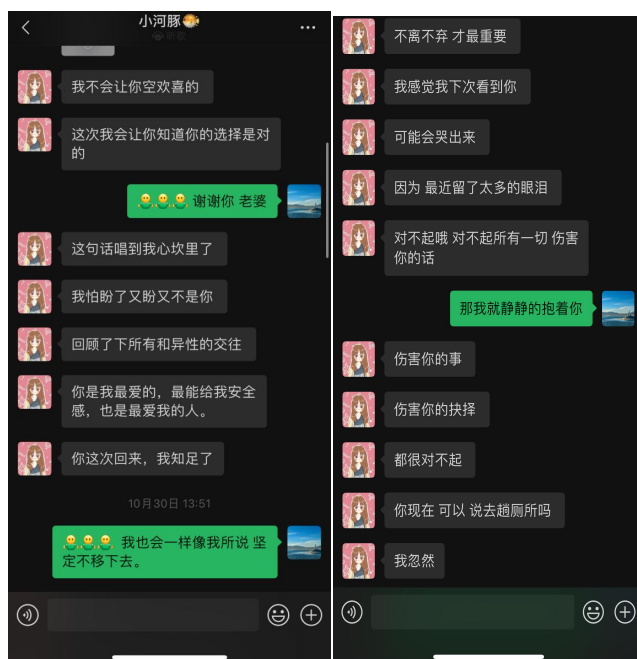 小河豚🐡
听歌
我不会让你空欢喜的
这次我会让你知道你的选择是对
的
谢谢你 老婆
这句话唱到我心坎里了
我怕盼了又盼又不是你
回顾了下所有和异性的交往
你是我最爱的，最能给我安全
感，也是最爱我的人。
你这次回来，我知足了
10月30日 13:51
我也会一样像我所说 坚
定不移下去。
不离不弃 才最重要
我感觉我下次看到你
可能会哭出来
因为 最近留了太多的眼泪
对不起哦 对不起所有一切 伤害
你的话
那我就静静的抱着你
伤害你的事
伤害你的抉择
都很对不起
你现在 可以 说去趟厕所吗
我忽然